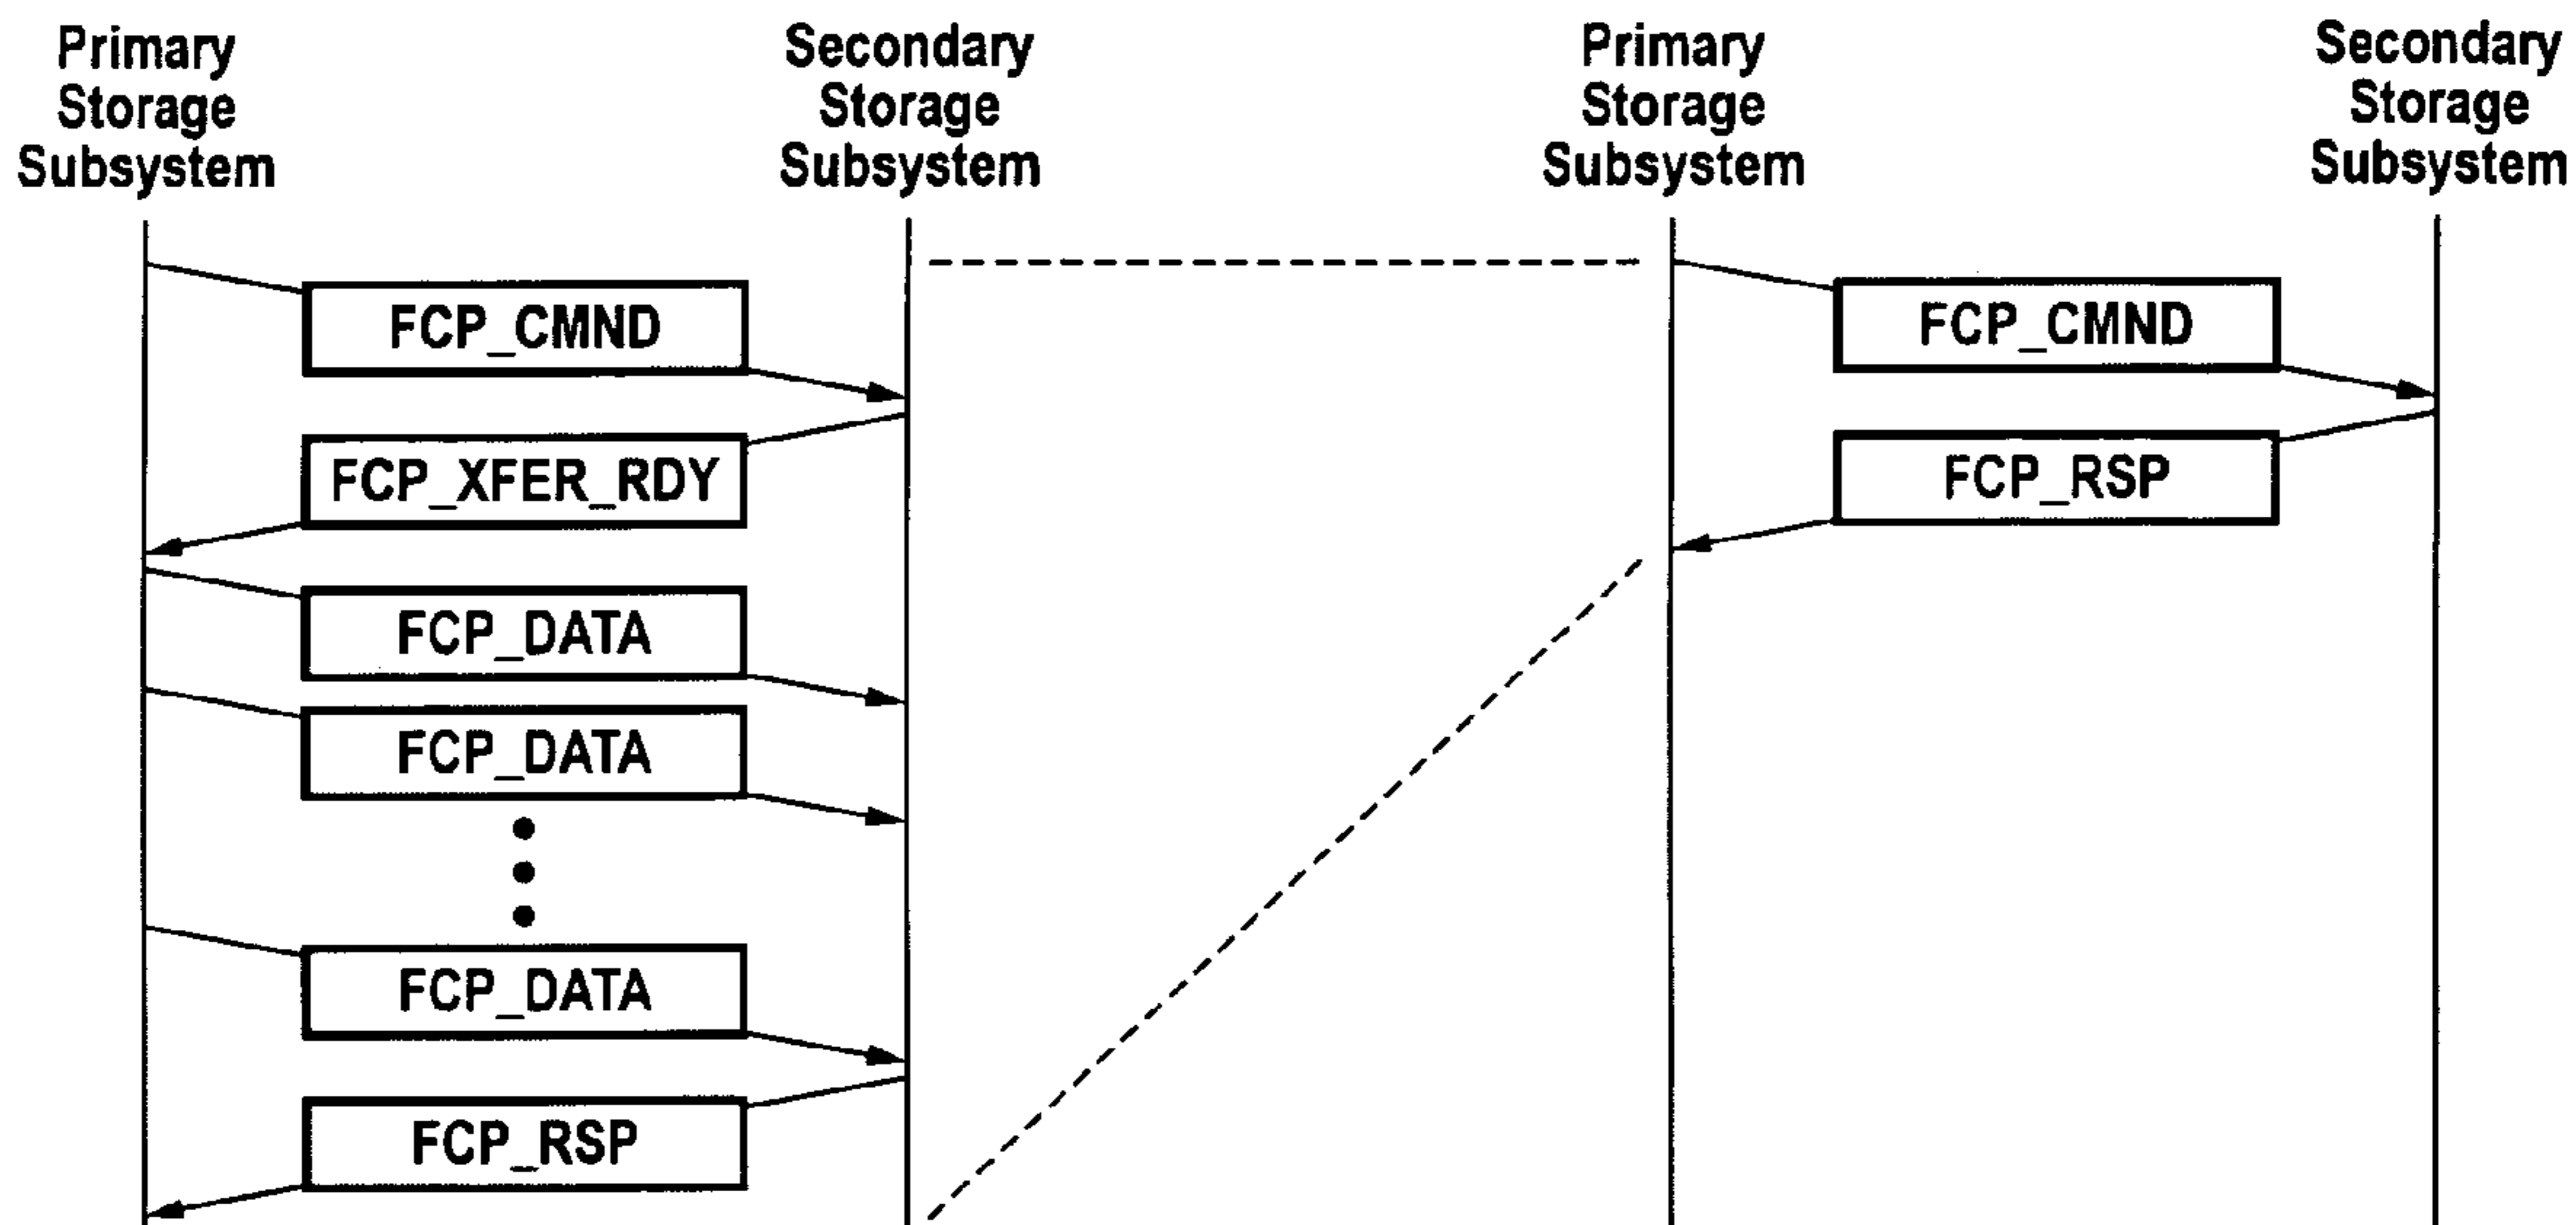 Primary
Storage
Subsystem
Secondary
Storage
Subsystem
Primary
Storage
Subsystem
Secondary
Storage
Subsystem
FCP_CMND
FCP_XFER_RDY
FCP_DATA
FCP_DATA
FCP_DATA
FCP_RSP
FCP_CMND
FCP_RSP